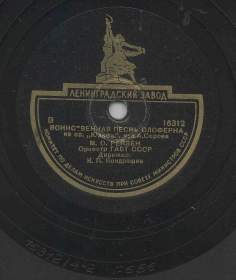 ЛЕНИНГРАДСКИЙ ЗАВОД
В 16312
ВОИНСТВЕННАЯ ПЕСНЬ ОЛОФЕРНА
из оп. „Юдифь", муз. А. Серова
М. О. РЕЙЗЕН
Оркестр ГАБТ СССР
Дирижер
К. П. Кондрашин
КОМИТЕТ ПО ДЕЛАМ ИСКУССТВ ПРИ СОВЕТЕ МИНИСТРОВ СССР